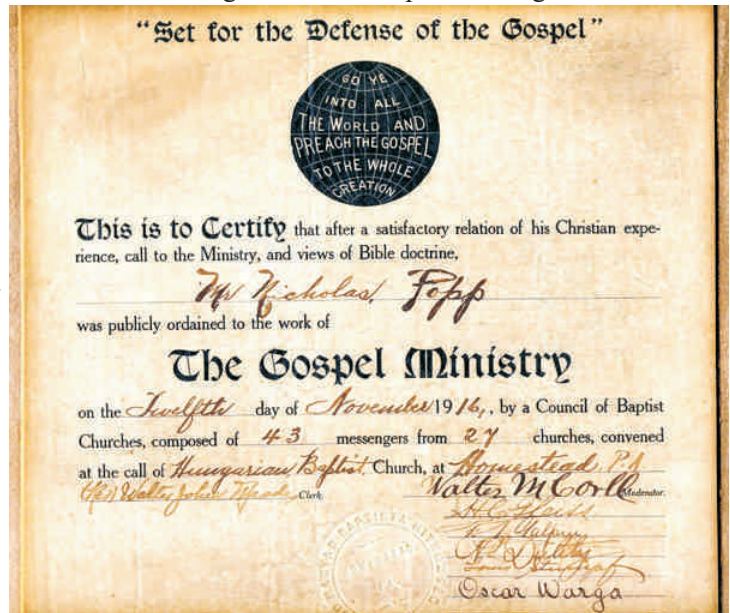 "Set for the Defense of the Gospel"
GO YE
INTO ALL
THE WORLD AND
PREACH THE GOSPEL
TO THE WHOLE
CREATION
This is to Certify that after a satisfactory relation of his Christian expe-
rience, call to the Ministry, and views of Bible doctrine,
Mr Nicholas, Popp
was publicly ordained to the work of
The Gospel Ministry
on the Twelfth day of November 1916, by a Council of Baptist
Churches, composed of 43 messengers from 27 churches, convened
at the call of Hungarian Baptist Church, at Homestead, PA
Walter John Clerk.
Walter M Moderator.
Oscar Warga